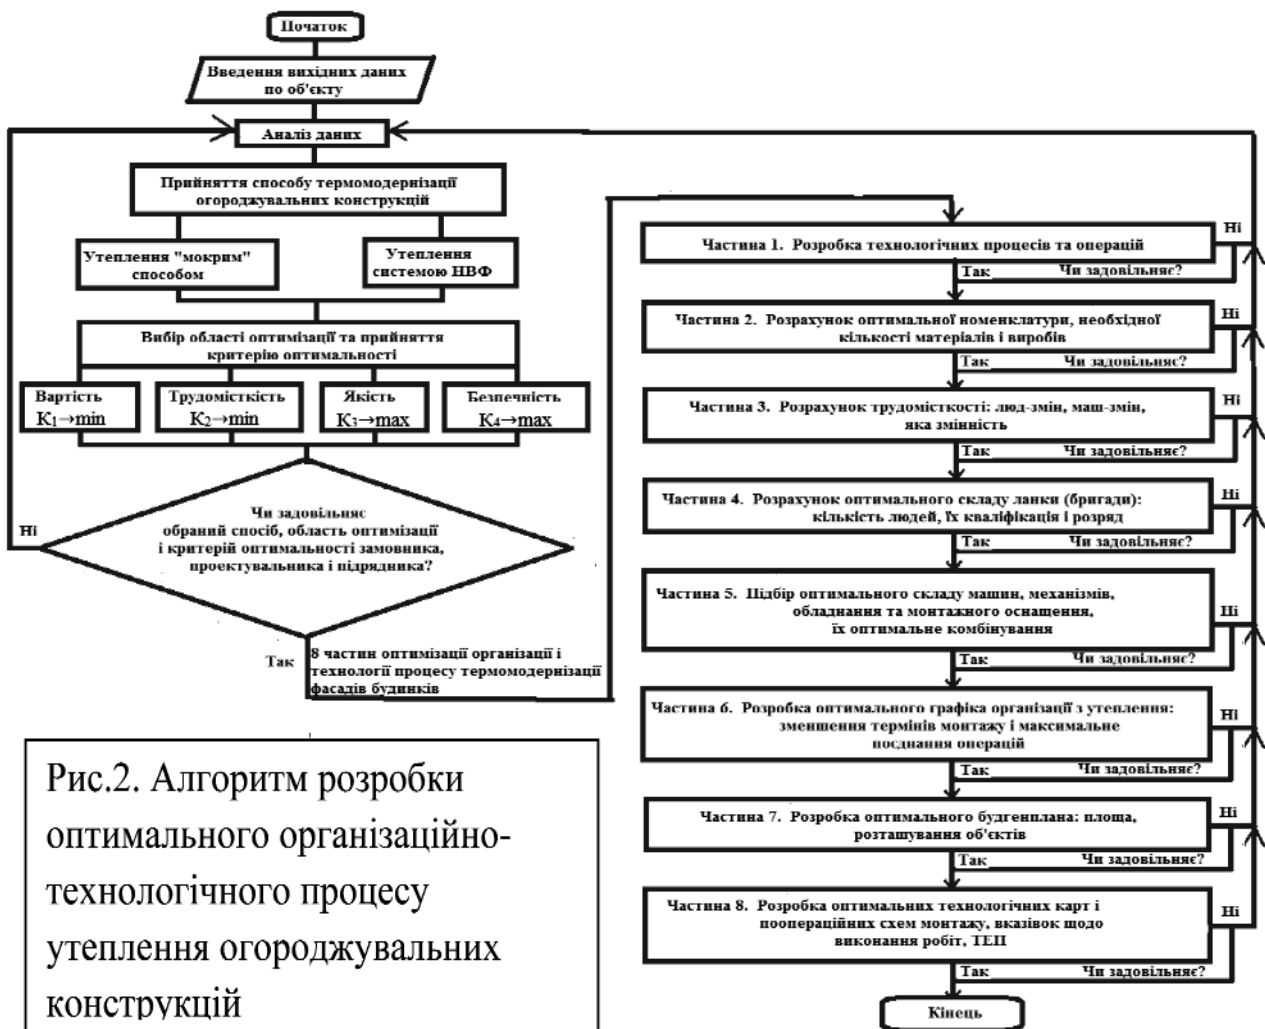 Початок
Введення вихідних даних
по об'єкту
Аналіз даних
Прийняття способу термомодернізації
огороджувальних конструкцій
Утеплення "мокрим"
способом
Утеплення
системою НВФ
Вибір області оптимізації та прийняття
критерію оптимальності
Вартість
K₁→min
Трудомісткість
K₂→min
Якість
K₃→max
Безпечність
K₄→max
Чи задовільняє
обраний спосіб, область оптимізації
і критерій оптимальності замовника,
проектувальника і підрядника?
Ні
Так
8 частин оптимізації організації і
технології процесу термомодернізації
фасадів будинків
Рис.2. Алгоритм розробки
оптимального організаційно-
технологічного процесу
утеплення огороджувальних
конструкцій
Частина 1. Розробка технологічних процесів та операцій
Ні
Так Чи задовільняє?
Частина 2. Розрахунок оптимальної номенклатури, необхідної
кількості матеріалів і виробів
Ні
Так Чи задовільняє?
Частина 3. Розрахунок трудомісткості: люд-змін, маш-змін,
яка змінність
Ні
Так Чи задовільняє?
Частина 4. Розрахунок оптимального складу ланки (бригади):
кількість людей, їх кваліфікація і розряд
Ні
Так Чи задовільняє?
Частина 5. Підбір оптимального складу машин, механізмів,
обладнання та монтажного оснащення,
їх оптимальне комбінування
Ні
Так Чи задовільняє?
Частина 6. Розробка оптимального графіка організації з утеплення:
зменшення термінів монтажу і максимальне
поєднання операцій
Ні
Так Чи задовільняє?
Частина 7. Розробка оптимального будгенплана: площа,
розташування об'єктів
Ні
Так Чи задовільняє?
Частина 8. Розробка оптимальних технологічних карт і
поопераційних схем монтажу, вказівок щодо
виконання робіт, ТЕП
Ні
Так Чи задовільняє?
Кінець